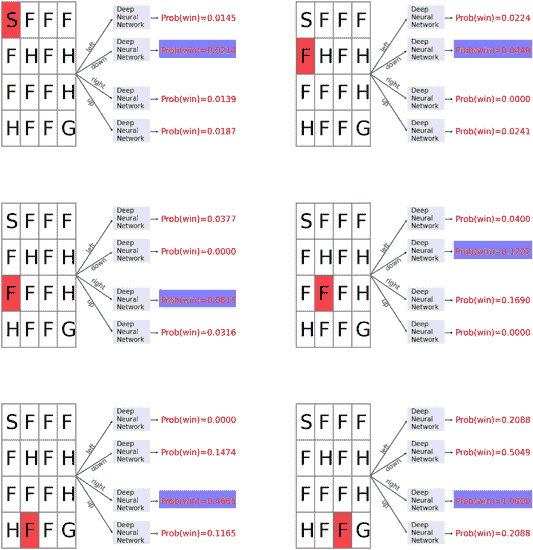 S F F F
F H F H
F F F H
H F F G
left
down
right
up
Deep
Neural
Network
Prob(win)=0.0145
Deep
Neural
Network
Prob(win)=0.0214
Deep
Neural
Network
Prob(win)=0.0139
Deep
Neural
Network
Prob(win)=0.0187
S F F F
F H F H
F F F H
H F F G
left
down
right
up
Deep
Neural
Network
Prob(win)=0.0224
Deep
Neural
Network
Deep
Neural
Network
Prob(win)=0.0000
Deep
Neural
Network
Prob(win)=0.0241
S F F F
F H F H
F F F H
H F F G
left
down
right
up
Deep
Neural
Network
Prob(win)=0.0377
Deep
Neural
Network
Prob(win)=0.0000
Deep
Neural
Network
Deep
Neural
Network
Prob(win)=0.0316
S F F F
F H F H
F F F H
H F F G
left
down
right
up
Deep
Neural
Network
Prob(win)=0.0400
Deep
Neural
Network
Deep
Neural
Network
Prob(win)=0.1690
Deep
Neural
Network
Prob(win)=0.0000
S F F F
F H F H
F F F H
H F F G
left
down
right
up
Deep
Neural
Network
Prob(win)=0.0000
Deep
Neural
Network
Prob(win)=0.1474
Deep
Neural
Network
Deep
Neural
Network
Prob(win)=0.1165
S F F F
F H F H
F F F H
H F F G
left
down
right
up
Deep
Neural
Network
Prob(win)=0.2088
Deep
Neural
Network
Prob(win)=0.5049
Deep
Neural
Network
Deep
Neural
Network
Prob(win)=0.2088